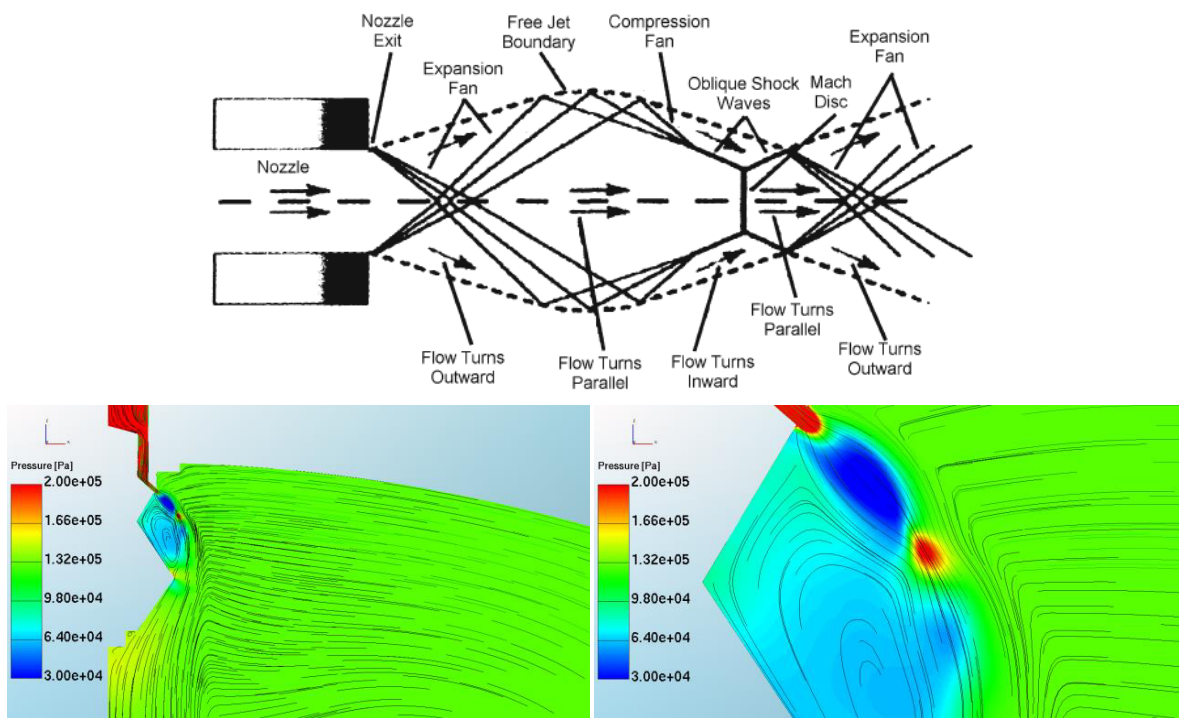 Nozzle
Exit
Free Jet
Boundary
Compression
Fan
Expansion
Fan
Expansion
Fan
Oblique Shock
Waves
Mach
Disc
Nozzle
Flow Turns
Outward
Flow Turns
Parallel
Flow Turns
Inward
Flow Turns
Parallel
Flow Turns
Outward
Pressure [Pa]
2.00e+05
1.66e+05
1.32e+05
9.80e+04
6.40e+04
3.00e+04
Pressure [Pa]
2.00e+05
1.66e+05
1.32e+05
9.80e+04
6.40e+04
3.00e+04